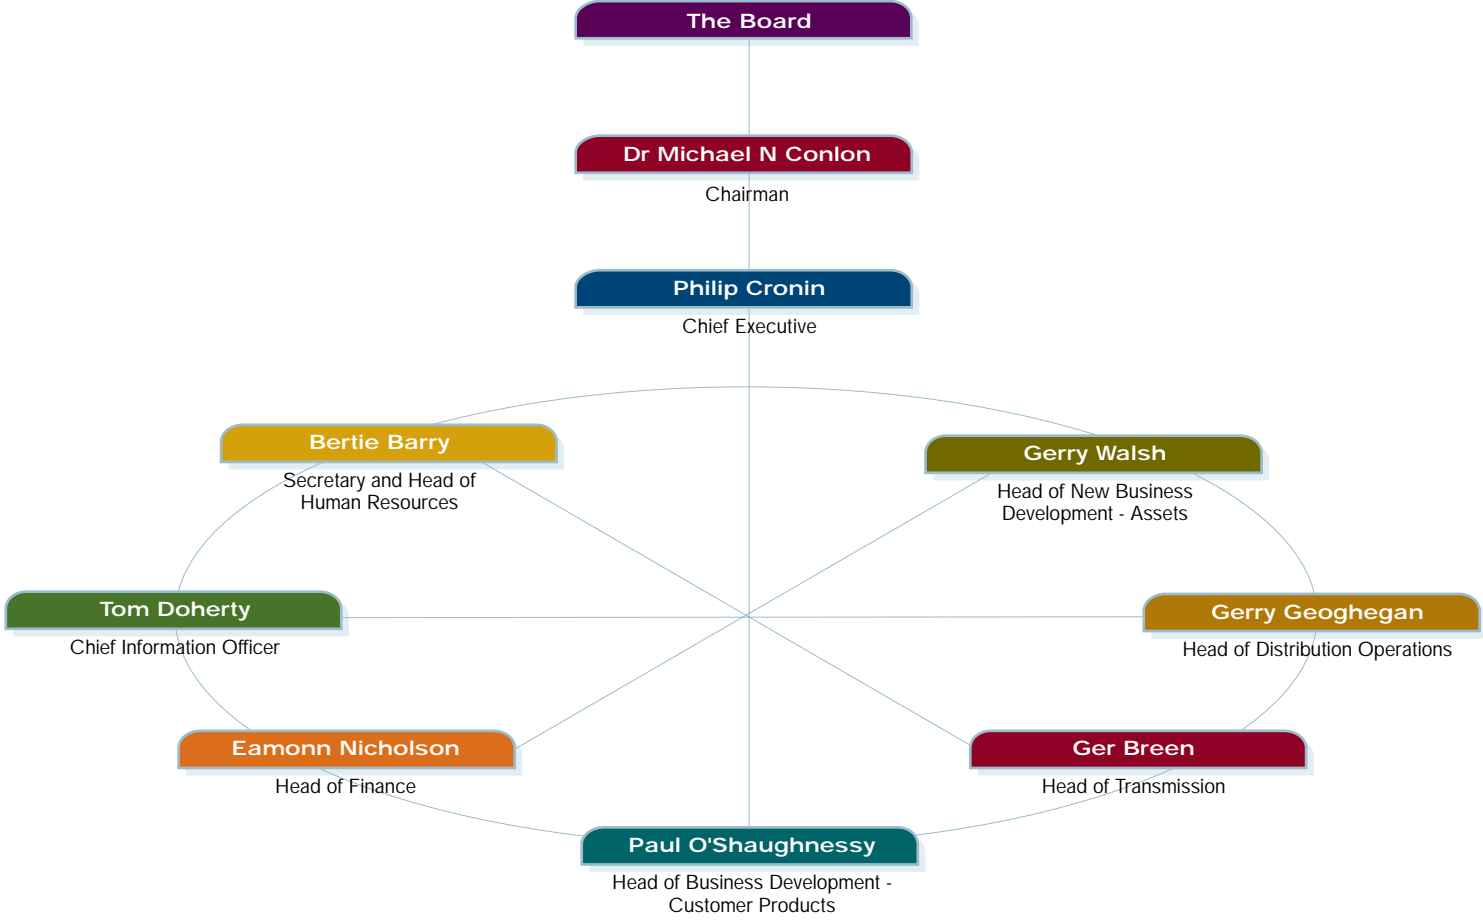 The Board
Dr Michael N Conlon
Chairman
Philip Cronin
Chief Executive
Bertie Barry
Secretary and Head of
Human Resources
Gerry Walsh
Head of New Business
Development - Assets
Tom Doherty
Chief Information Officer
Gerry Geoghegan
Head of Distribution Operations
Eamonn Nicholson
Head of Finance
Ger Breen
Head of Transmission
Paul O'Shaughnessy
Head of Business Development -
Customer Products